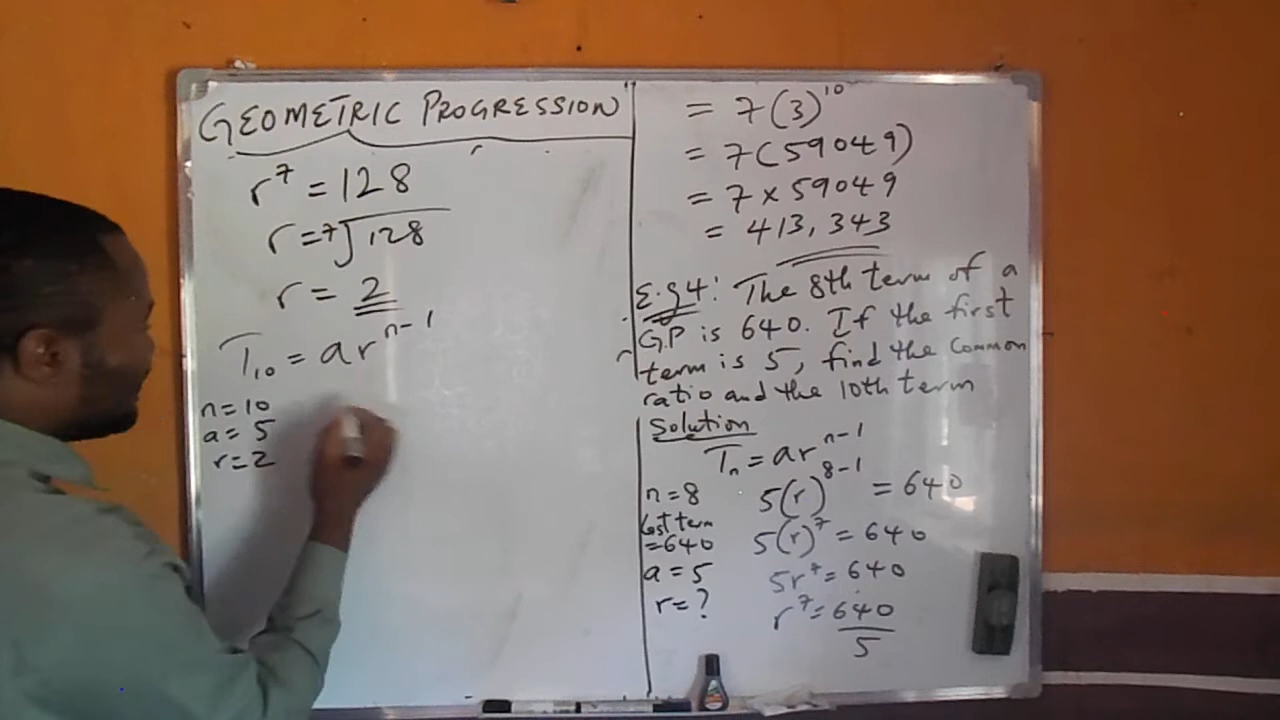 GEOMETRIC PROGRESSION
r⁷ = 128
r = ⁷√128
r = 2
T₁₀ = arⁿ⁻¹
n = 10
a = 5
r = 2
= 7(3)¹⁰
= 7(59049)
= 7 × 59049
= 413,343
E.g 4: The 8th term of a
G.P is 640. If the first
term is 5, find the common
ratio and the 10th term
Solution
Tₙ = arⁿ⁻¹
n = 8
5(r)⁸⁻¹ = 640
Last term
= 640
5(r)⁷ = 640
a = 5
5r⁷ = 640
r = ?
r⁷ = 640
5